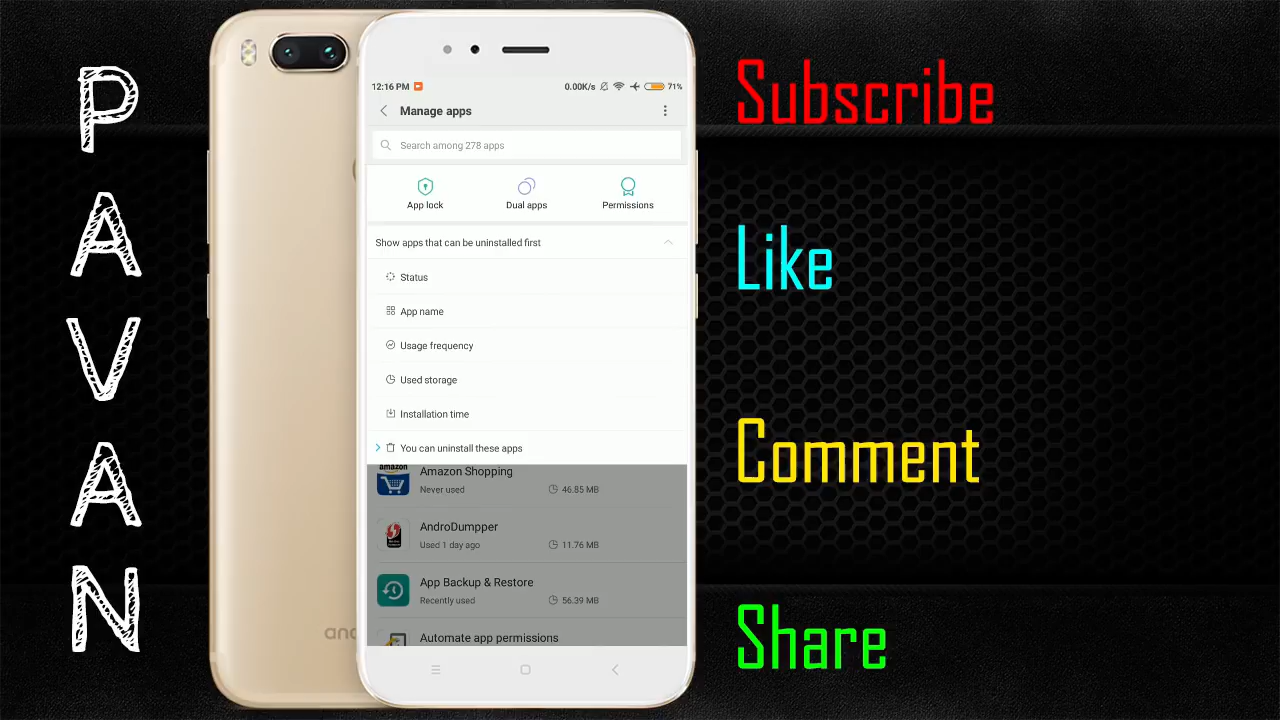 PAVAN
12:16 PM 0.00K/s 71%
Manage apps
Search among 278 apps
App lock Dual apps Permissions
Show apps that can be uninstalled first
Status
App name
Usage frequency
Used storage
Installation time
You can uninstall these apps
amazon
Amazon Shopping
Never used 46.85 MB
AndroDumpper
Used 1 day ago 11.76 MB
App Backup & Restore
Recently used 56.39 MB
Automate app permissions
Subscribe
Like
Comment
Share